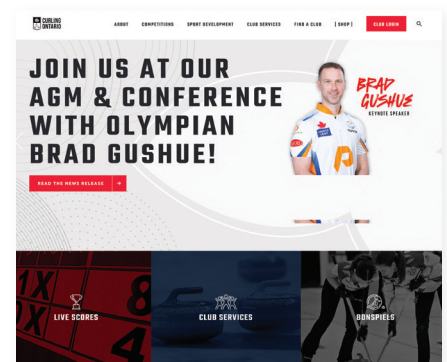 CURLING
ONTARIO
ABOUT COMPETITIONS SPORT DEVELOPMENT CLUB SERVICES FIND A CLUB | SHOP | CLUB LOGIN
JOIN US AT OUR
AGM & CONFERENCE
WITH OLYMPIAN
BRAD GUSHUE!
BRAD
GUSHUE
KEYNOTE SPEAKER
READ THE NEWS RELEASE
LIVE SCORES
CLUB SERVICES
BONSPIELS